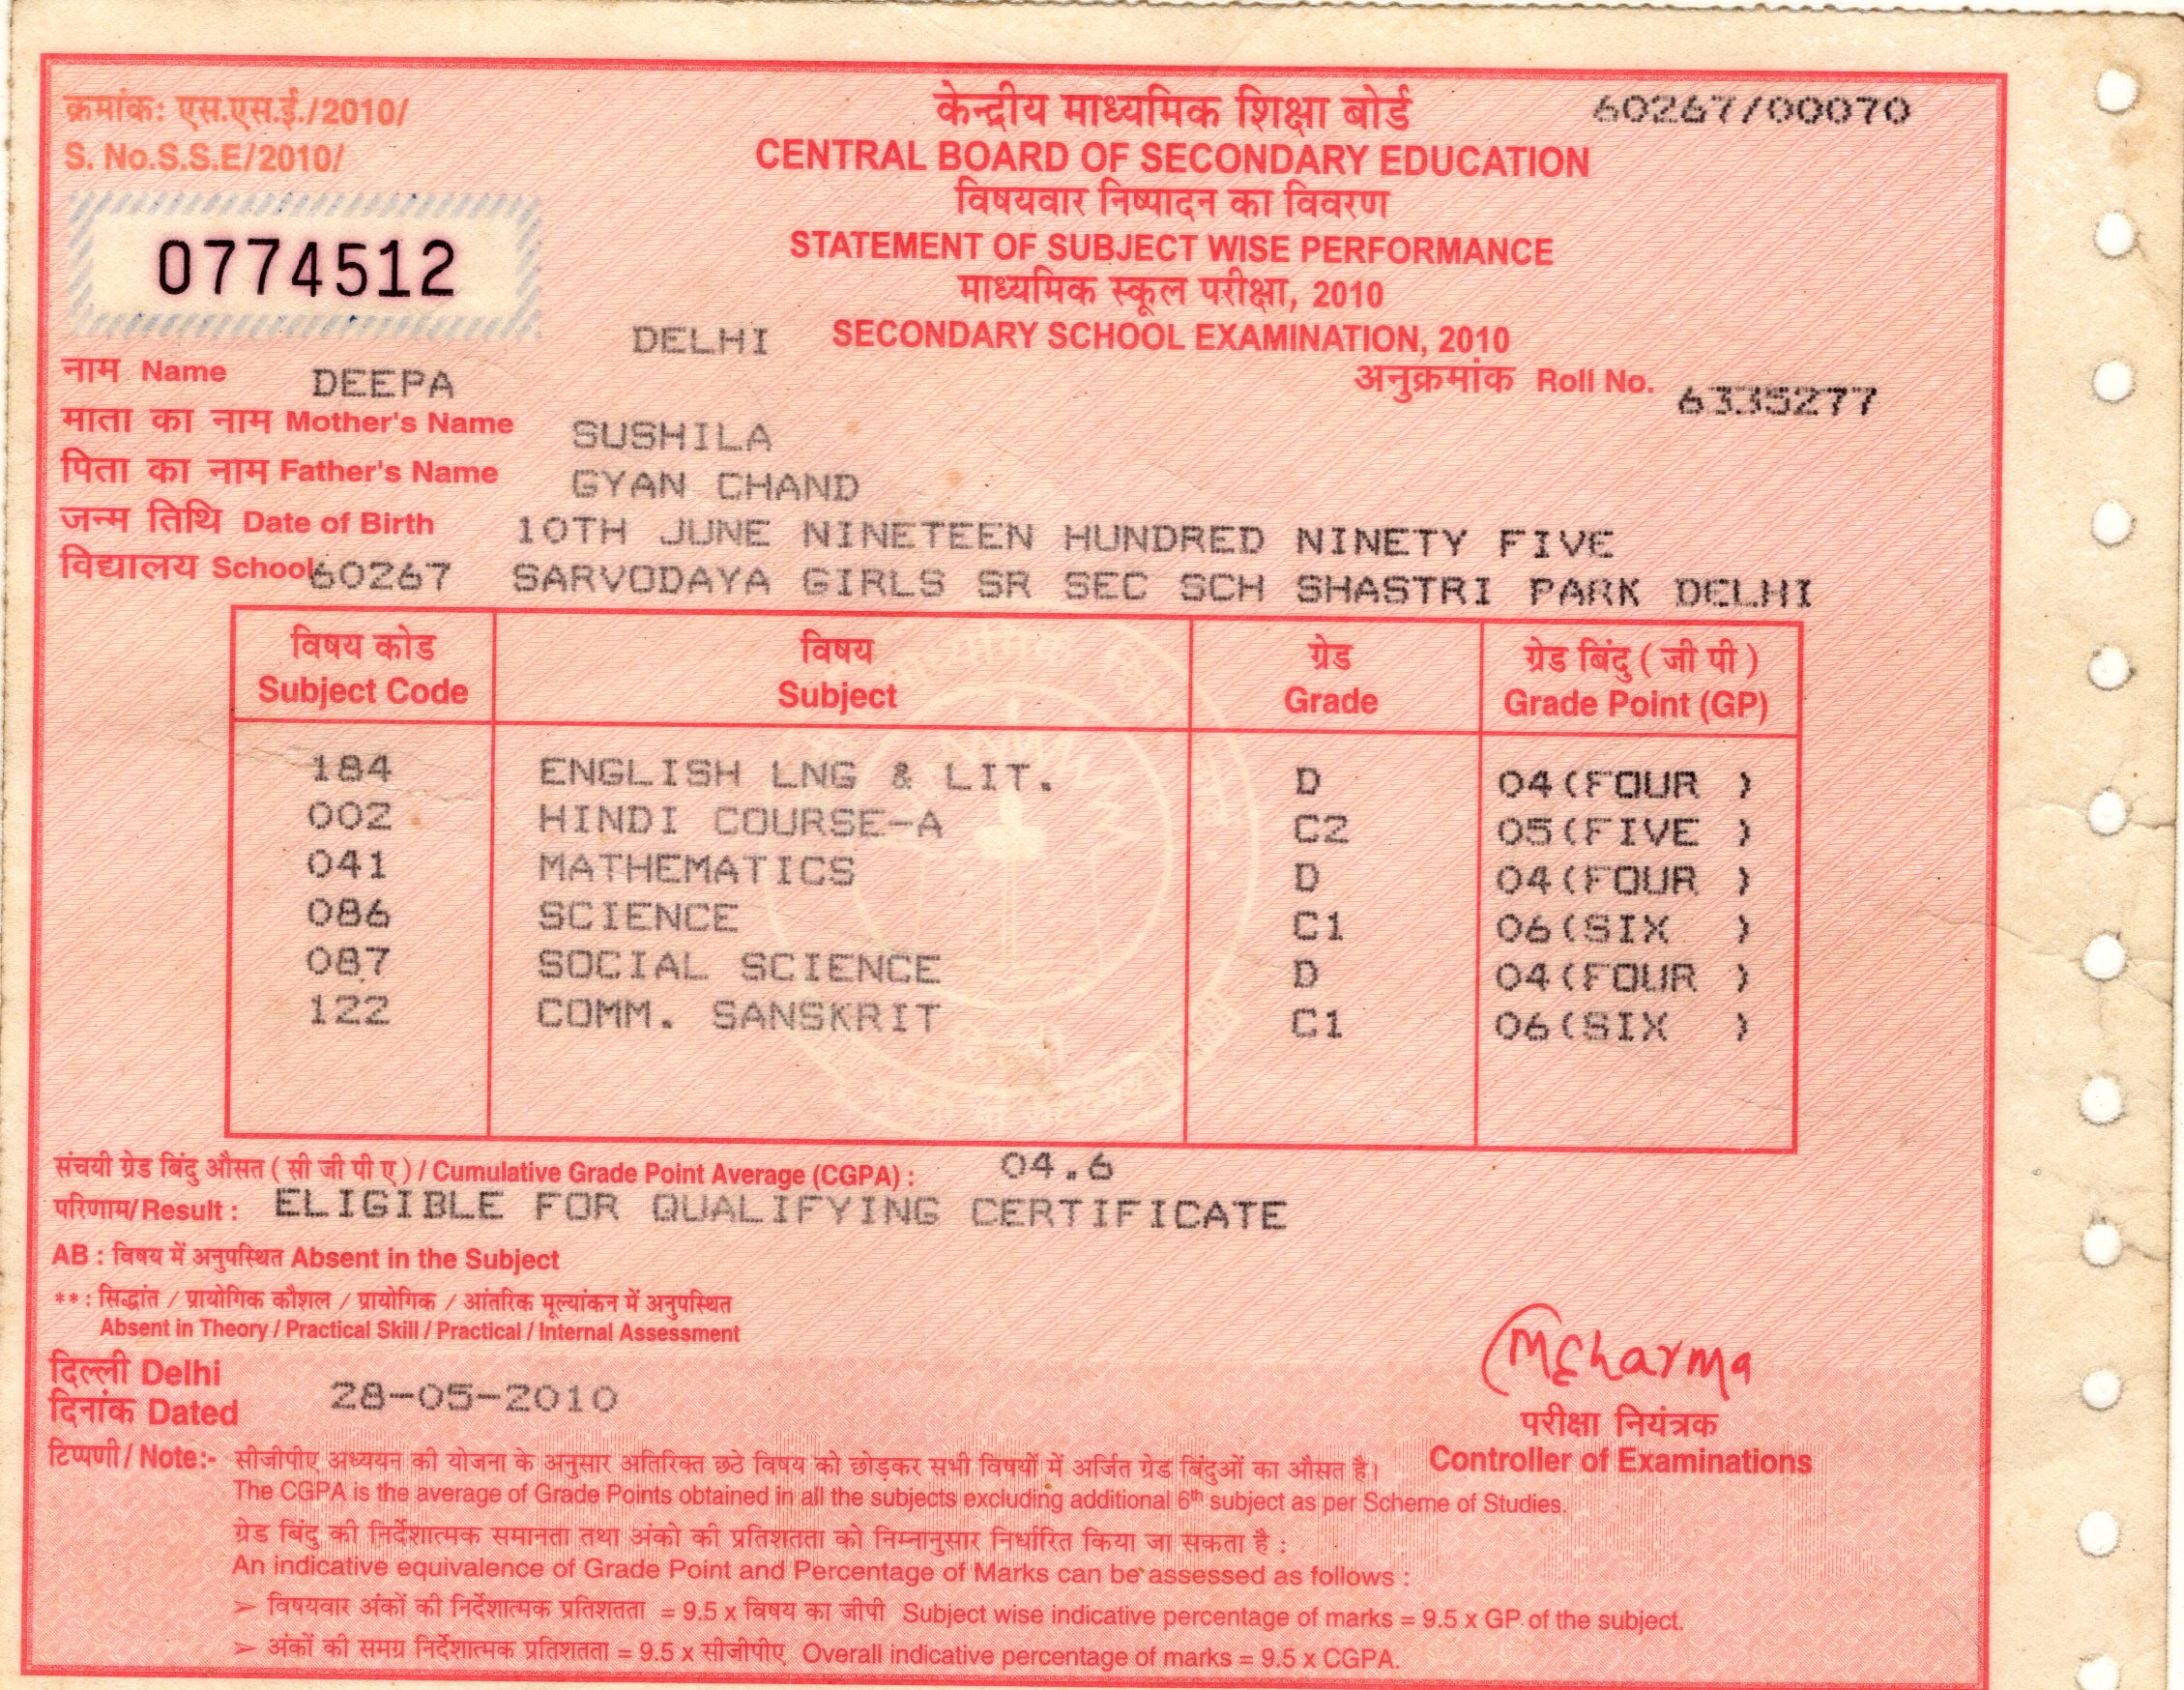 क्रमांक: एस.एस.ई./2010/
S. No.S.S.E/2010/
0774512
केन्द्रीय माध्यमिक शिक्षा बोर्ड
60267/00070
CENTRAL BOARD OF SECONDARY EDUCATION
विषयवार निष्पादन का विवरण
STATEMENT OF SUBJECT WISE PERFORMANCE
माध्यमिक स्कूल परीक्षा, 2010
DELHI SECONDARY SCHOOL EXAMINATION, 2010
नाम Name DEEPA अनुक्रमांक Roll No. 6335277
माता का नाम Mother's Name SUSHILA
पिता का नाम Father's Name GYAN CHAND
जन्म तिथि Date of Birth 10TH JUNE NINETEEN HUNDRED NINETY FIVE
विद्यालय School 60267 SARVODAYA GIRLS SR SEC SCH SHASTRI PARK DELHI
विषय कोड विषय ग्रेड ग्रेड बिंदु ( जी पी )
Subject Code Subject Grade Grade Point (GP)
184 ENGLISH LNG & LIT. D 04(FOUR )
002 HINDI COURSE-A C2 05(FIVE )
041 MATHEMATICS D 04(FOUR )
086 SCIENCE C1 06(SIX )
087 SOCIAL SCIENCE D 04(FOUR )
122 COMM. SANSKRIT C1 06(SIX )
संचयी ग्रेड बिंदु औसत ( सी जी पी ए ) / Cumulative Grade Point Average (CGPA) : 04.6
परिणाम/Result : ELIGIBLE FOR QUALIFYING CERTIFICATE
AB : विषय में अनुपस्थित Absent in the Subject
** : सिद्धांत / प्रायोगिक कौशल / प्रायोगिक / आंतरिक मूल्यांकन में अनुपस्थित
Absent in Theory / Practical Skill / Practical / Internal Assessment
दिल्ली Delhi
दिनांक Dated 28-05-2010
MSharma
परीक्षा नियंत्रक
Controller of Examinations
टिप्पणी / Note:- सीजीपीए अध्ययन की योजना के अनुसार अतिरिक्त छठे विषय को छोड़कर सभी विषयों में अर्जित ग्रेड बिंदुओं का औसत है।
The CGPA is the average of Grade Points obtained in all the subjects excluding additional 6th subject as per Scheme of Studies.
ग्रेड बिंदु की निर्देशात्मक समानता तथा अंको की प्रतिशतता को निम्नानुसार निर्धारित किया जा सकता है :
An indicative equivalence of Grade Point and Percentage of Marks can be assessed as follows :
➢ विषयवार अंकों की निर्देशात्मक प्रतिशतता = 9.5 x विषय का जीपी Subject wise indicative percentage of marks = 9.5 x GP of the subject.
➢ अंकों की समग्र निर्देशात्मक प्रतिशतता = 9.5 x सीजीपीए Overall indicative percentage of marks = 9.5 x CGPA.